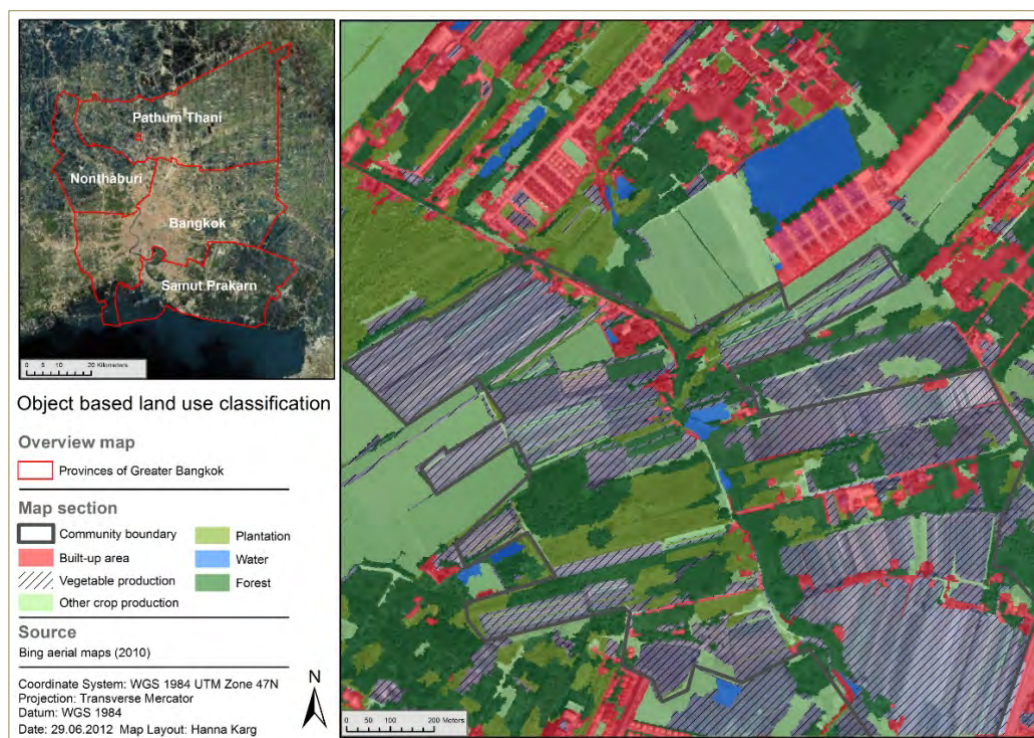 Pathum Thani
Nonthaburi
Bangkok
Samut Prakarn
0 5 10 20 Kilometers
Object based land use classification
Overview map
Provinces of Greater Bangkok
Map section
Community boundary
Plantation
Built-up area
Water
Vegetable production
Forest
Other crop production
Source
Bing aerial maps (2010)
Coordinate System: WGS 1984 UTM Zone 47N
Projection: Transverse Mercator
Datum: WGS 1984
Date: 29.06.2012 Map Layout: Hanna Karg
N
0 50 100 200 Meters